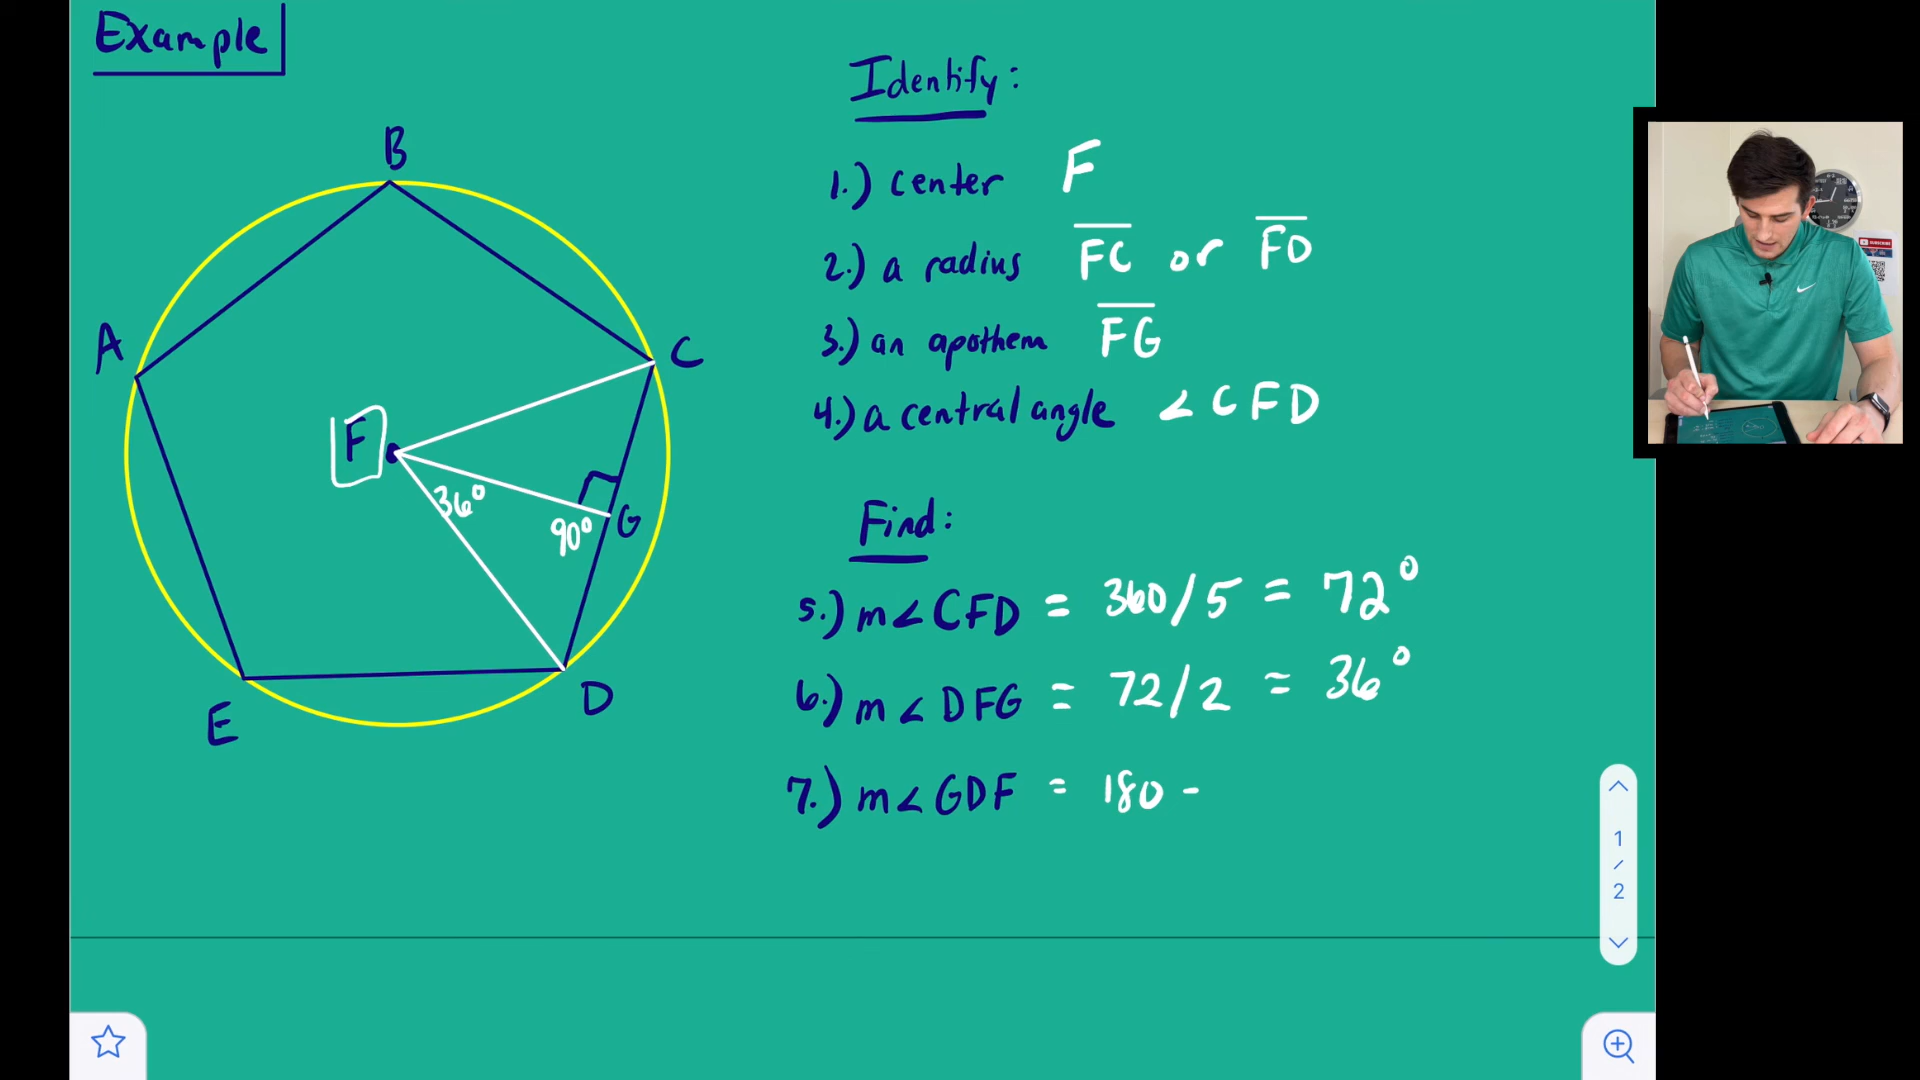 Example
B
A
C
F
36°
90°
G
E
D
Identify:
1.) center F
2.) a radius FC or FD
3.) an apothem FG
4.) a central angle ∠CFD
Find:
5.) m∠CFD = 360/5 = 72°
6.) m∠DFG = 72/2 = 36°
7.) m∠GDF = 180 -
SUBSCRIBE
1
/
2